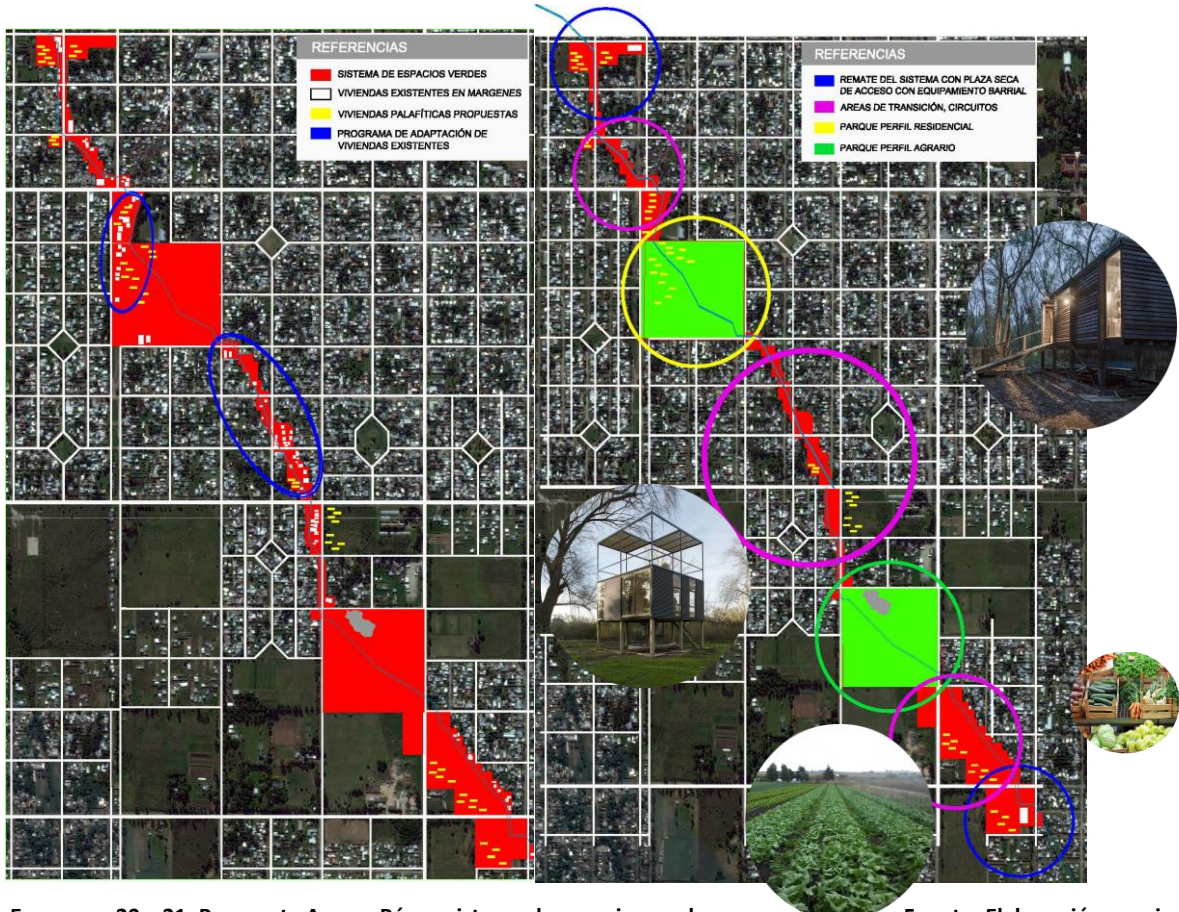 REFERENCIAS
SISTEMA DE ESPACIOS VERDES
VIVIENDAS EXISTENTES EN MARGENES
VIVIENDAS PALAFÍTICAS PROPUESTAS
PROGRAMA DE ADAPTACIÓN DE
VIVIENDAS EXISTENTES
REFERENCIAS
REMATE DEL SISTEMA CON PLAZA SECA
DE ACCESO CON EQUIPAMIENTO BARRIAL
AREAS DE TRANSICIÓN, CIRCUITOS
PARQUE PERFIL RESIDENCIAL
PARQUE PERFIL AGRARIO
Fuente: Elaboración